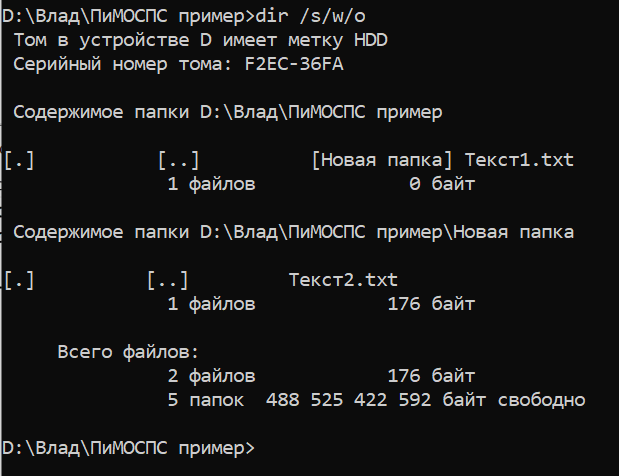 D:\Влад\ПиМОСПС пример>dir /s/w/o
Том в устройстве D имеет метку HDD
Серийный номер тома: F2EC-36FA
Содержимое папки D:\Влад\ПиМОСПС пример
[.] [..] [Новая папка] Текст1.txt
1 файлов 0 байт
Содержимое папки D:\Влад\ПиМОСПС пример\Новая папка
[.] [..] Текст2.txt
1 файлов 176 байт
Всего файлов:
2 файлов 176 байт
5 папок 488 525 422 592 байт свободно
D:\Влад\ПиМОСПС пример>